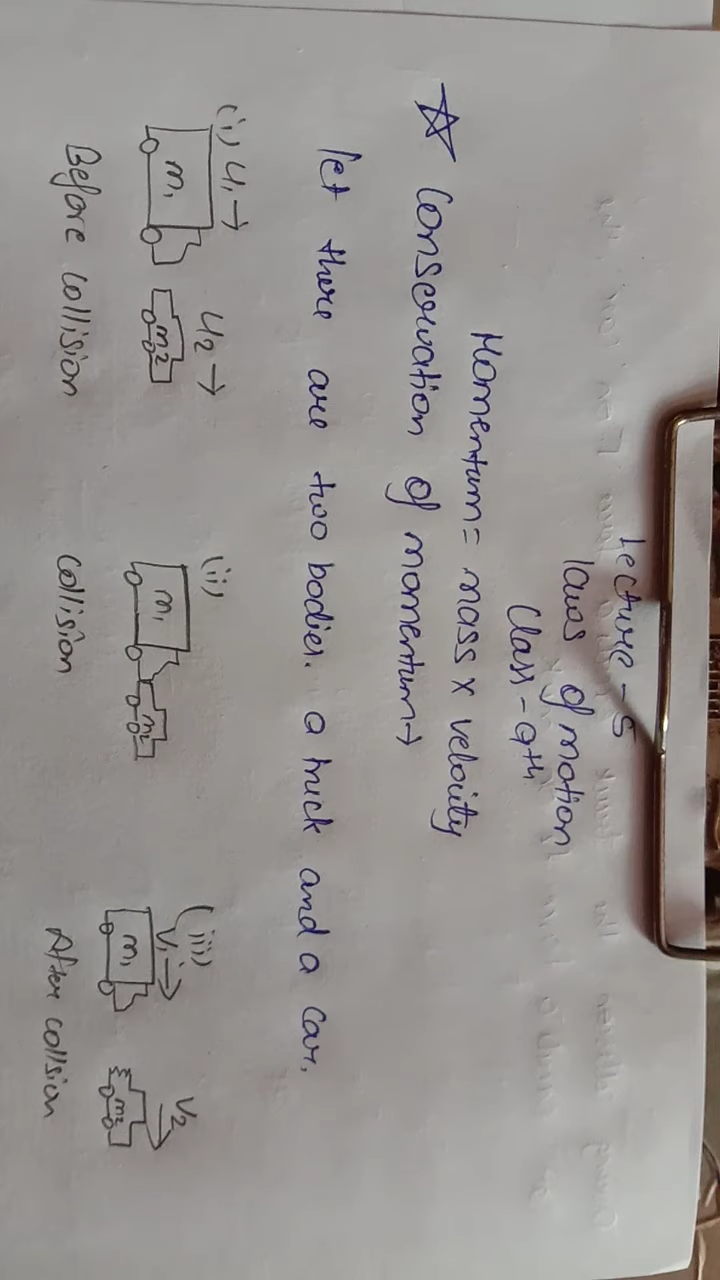 Lecture - 5
laws of motion
Class - 9th
Momentum = mass x velocity
☆ Conservation of momentum →
let there are two bodies. a truck and a car.
(i) u₁ → u₂ →
m₁ m₂
Before collision
(ii)
m₁ m₂
collision
(iii)
v₁ → v₂
m₁ m₂
After collsion